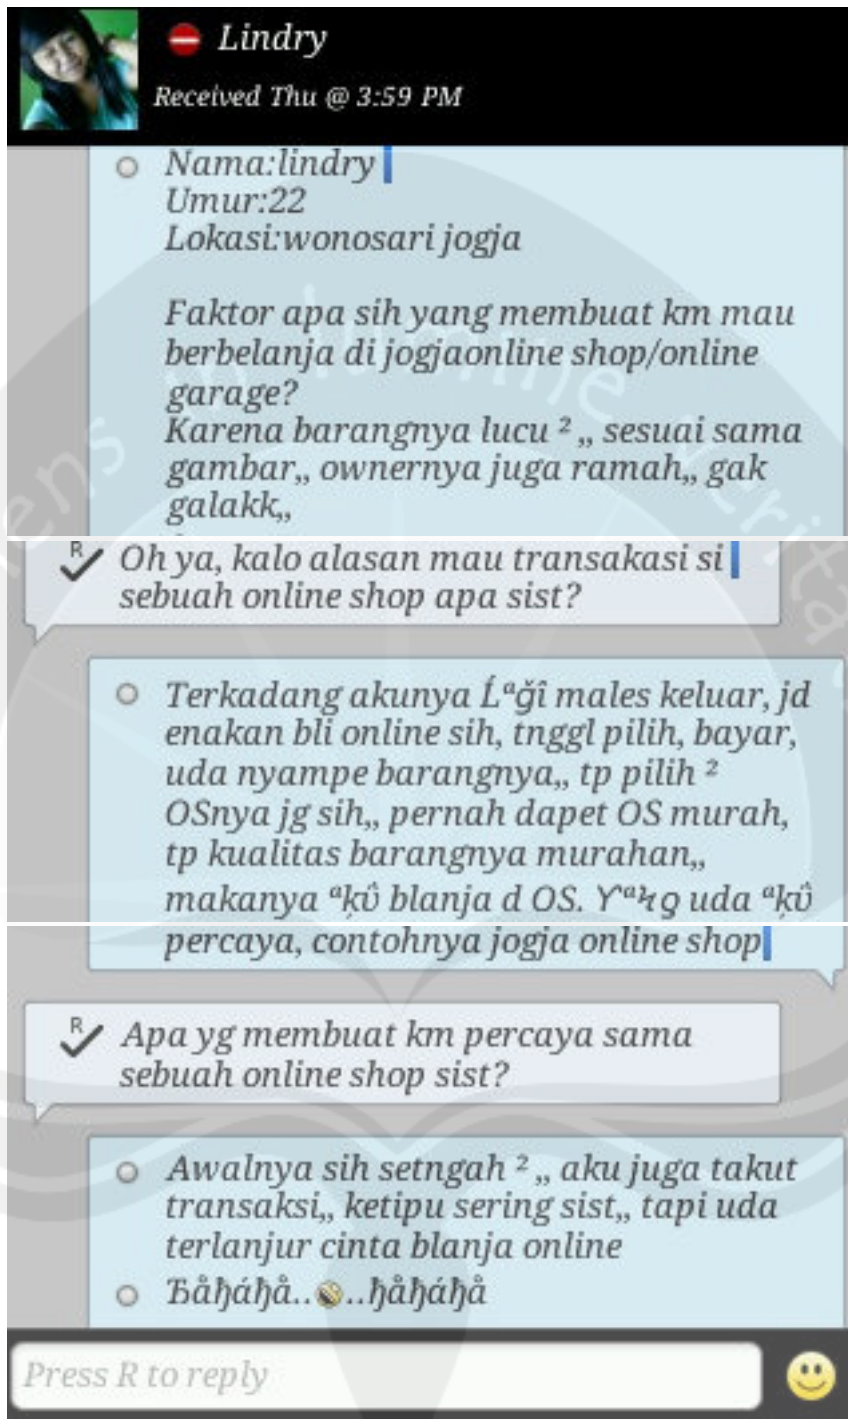 Lindry
Received Thu @ 3:59 PM
Nama:lindry
Umur:22
Lokasi:wonosari jogja
Faktor apa sih yang membuat km mau
berbelanja di jogjaonline shop/online
garage?
Karena barangnya lucu ² ,, sesuai sama
gambar,, ownernya juga ramah,, gak
galakk,,
R Oh ya, kalo alasan mau transakasi si
sebuah online shop apa sist?
Terkadang akunya Ĺªğî males keluar, jd
enakan bli online sih, tnggl pilih, bayar,
uda nyampe barangnya,, tp pilih ²
OSnya jg sih,, pernah dapet OS murah,
tp kualitas barangnya murahan,,
makanya ªķΰ blanja d OS. Ƴªƙƍ uda ªķΰ
percaya, contohnya jogja online shop
R Apa yg membuat km percaya sama
sebuah online shop sist?
Awalnya sih setngah ² ,, aku juga takut
transaksi,, ketipu sering sist,, tapi uda
terlanjur cinta blanja online
Ђåђáђå.. ..ђåђáђå
Press R to reply
lumine verita